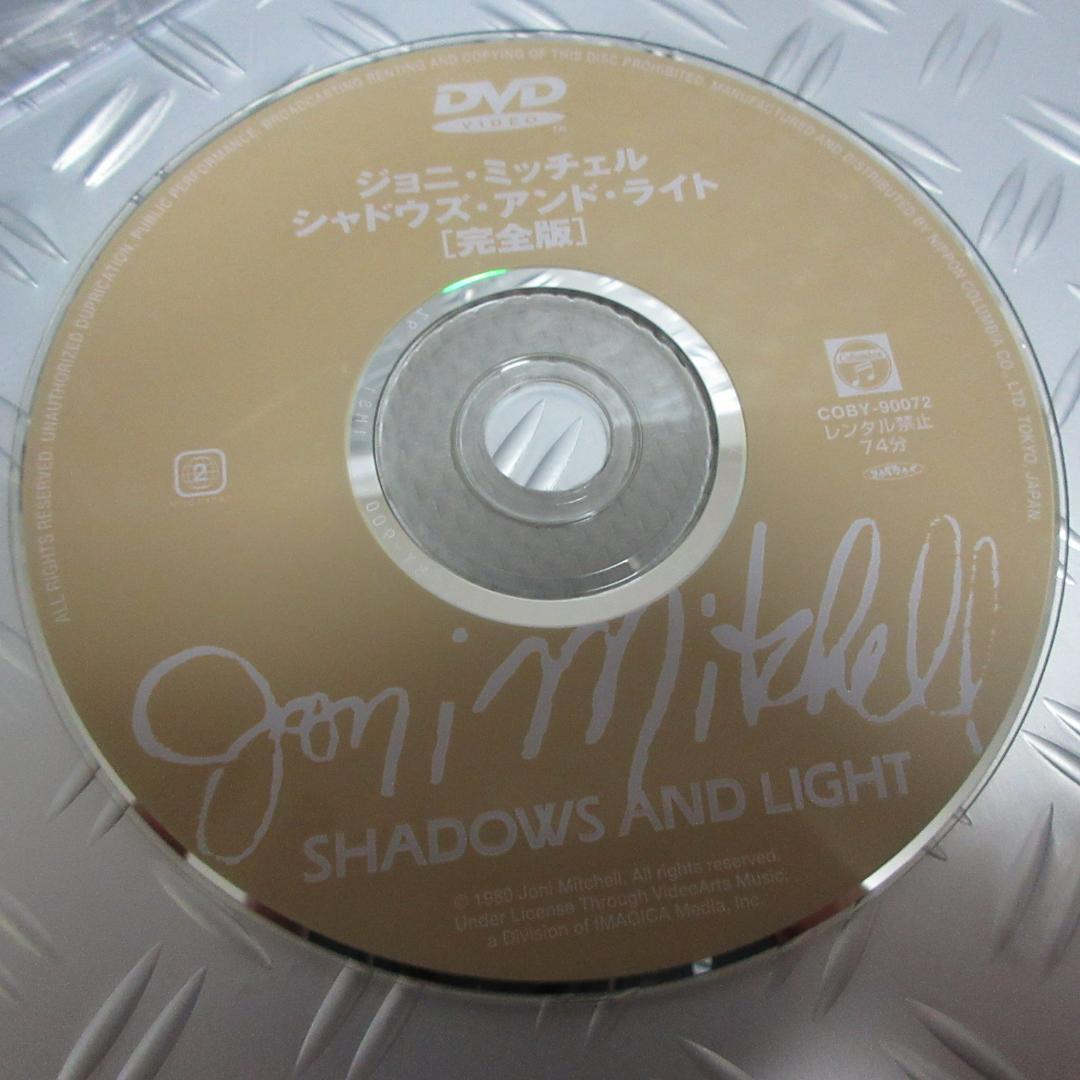 ALL RIGHTS RESERVED. UNAUTHORIZED DUPRICATION, PUBLIC PERFORMANCE, BROADCASTING RENTING AND COPYING OF THIS DISC PROHIBITED. MANUFACTURED AND DISTRIBUTED BY NIPPON COLUMBIA CO., LTD. TOKYO, JAPAN.
DVD
VIDEO
TM
ジョニ・ミッチェル
シャドウズ・アンド・ライト
[完全版]
Columbia
COBY-90072
レンタル禁止
74分
2
Joni Mitchell
SHADOWS AND LIGHT
© 1980 Joni Mitchell. All rights reserved.
Under License Through VideoArts Music,
a Division of IMAGICA Media, Inc.